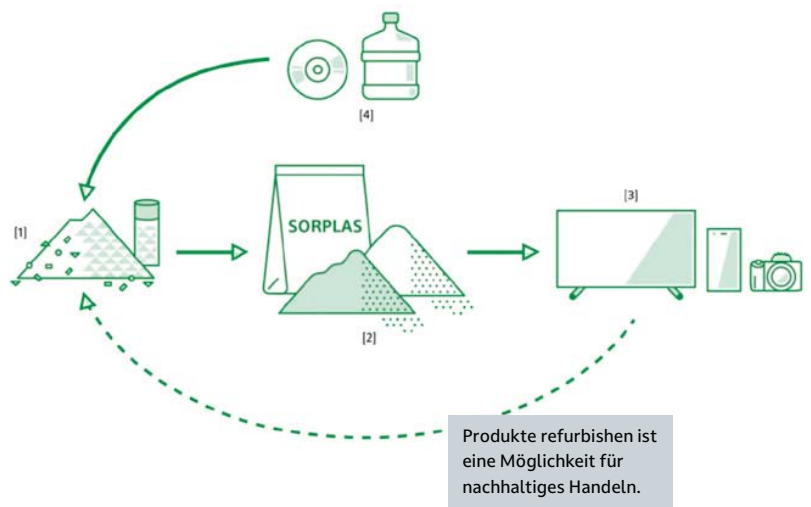 [4]
[1]
SORPLAS
[3]
[2]
Produkte refurbishen ist
eine Möglichkeit für
nachhaltiges Handeln.